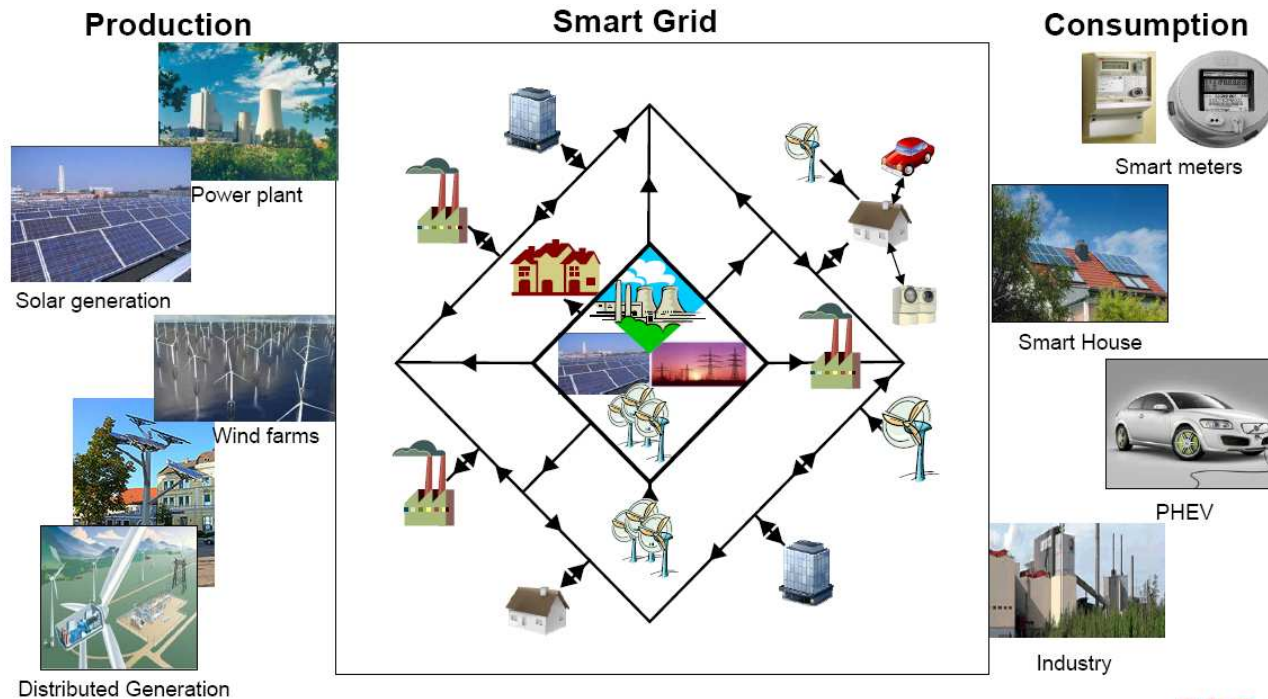 Production
Smart Grid
Consumption
Power plant
Solar generation
Wind farms
Distributed Generation
Smart meters
Smart House
PHEV
Industry